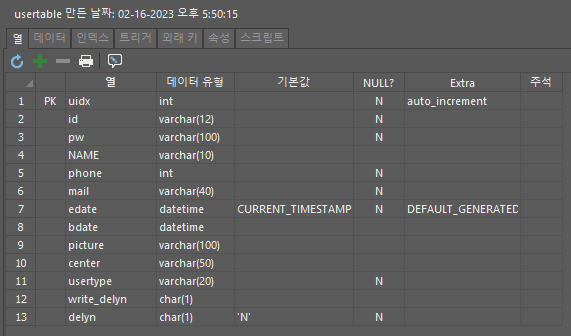 usertable 만든 날짜: 02-16-2023 오후 5:50:15
열 데이터 인덱스 트리거 외래 키 속성 스크립트
열 데이터 유형 기본값 NULL? Extra 주석
1 PK uidx int N auto_increment
2 id varchar(12) N
3 pw varchar(100) N
4 NAME varchar(10)
5 phone int N
6 mail varchar(40) N
7 edate datetime CURRENT_TIMESTAMP N DEFAULT_GENERATED
8 bdate datetime
9 picture varchar(100)
10 center varchar(50)
11 usertype varchar(20) N
12 write_delyn char(1)
13 delyn char(1) 'N' N